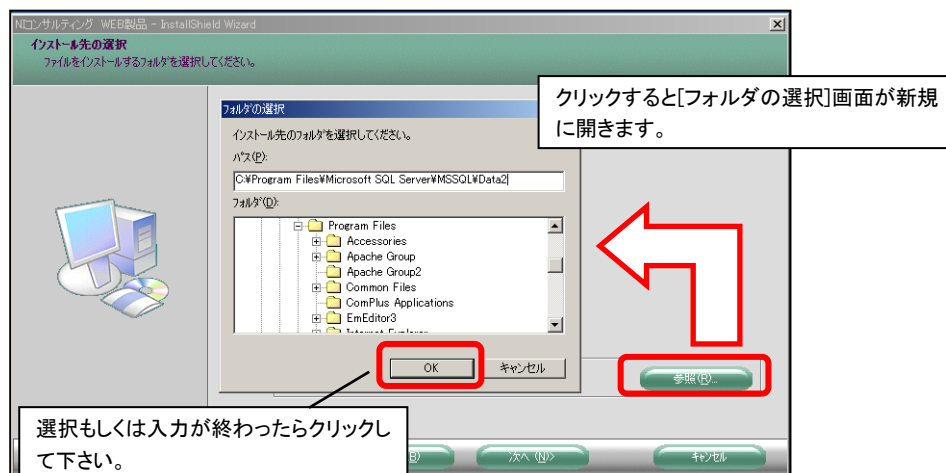 NIコンサルティング WEB製品 - InstallShield Wizard
インストール先の選択
ファイルをインストールするフォルダを選択してください。
クリックすると[フォルダの選択]画面が新規
に開きます。
フォルダの選択
インストール先のフォルダを選択してください。
パス(P):
C:¥Program Files¥Microsoft SQL Server¥MSSQL¥Data2
フォルダ(D):
Program Files
Accessories
Apache Group
Apache Group2
Common Files
ComPlus Applications
EmEditor3
Internet Explorer
OK
キャンセル
参照(R)...
選択もしくは入力が終わったらクリックし
て下さい。
B)
次へ (N)>
キャンセル